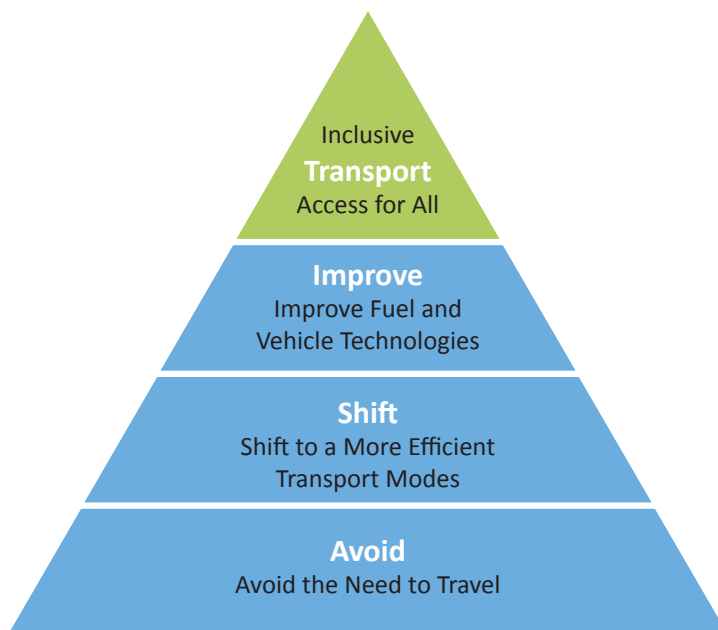 Inclusive
Transport
Access for All
Improve
Improve Fuel and
Vehicle Technologies
Shift
Shift to a More Efficient
Transport Modes
Avoid
Avoid the Need to Travel